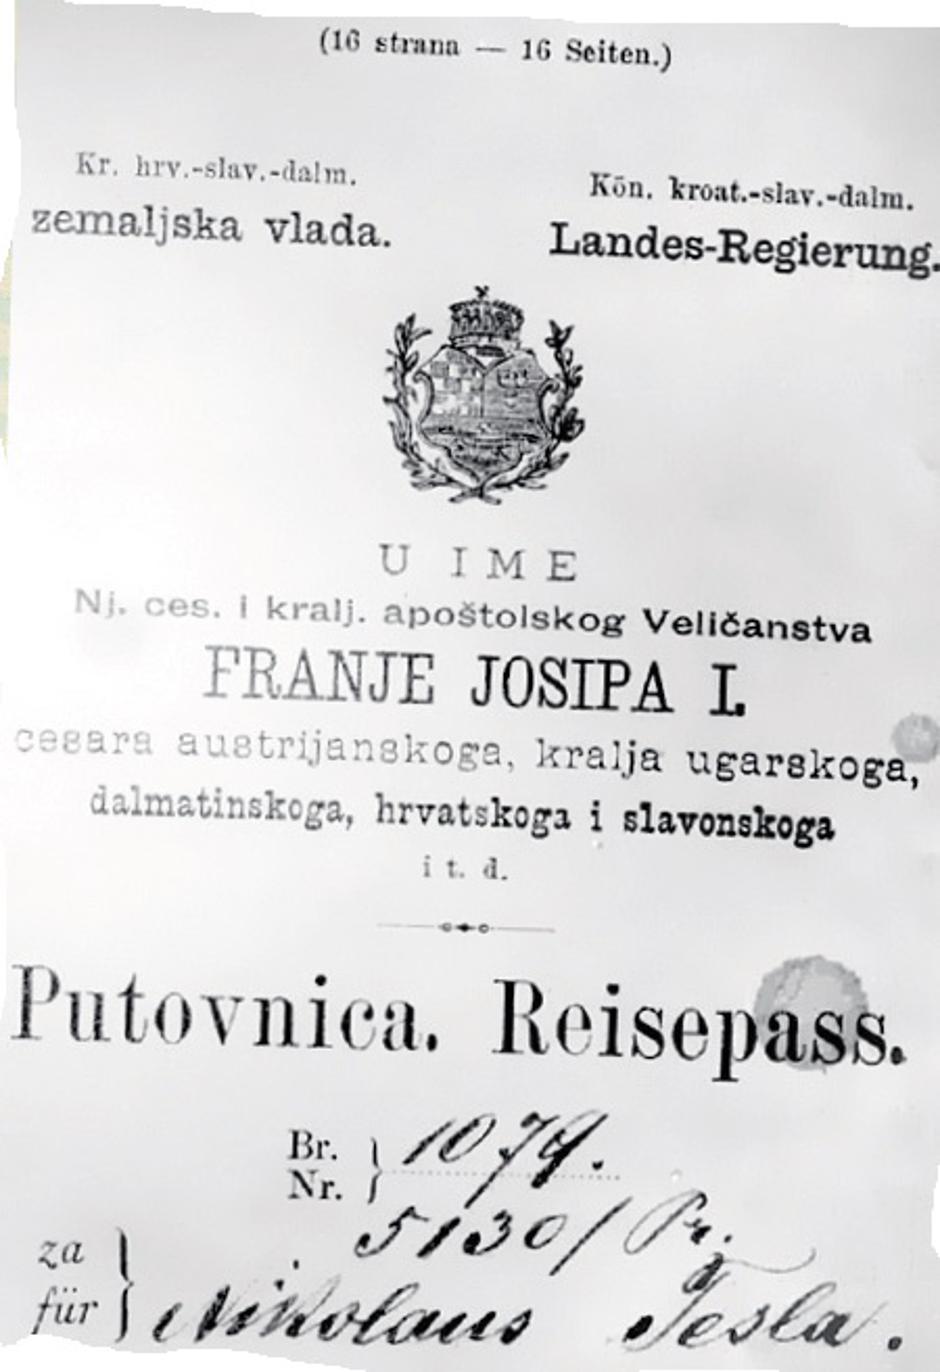 (16 strana — 16 Seiten.)
Kr. hrv.-slav.-dalm.
zemaljska vlada.
Kön. kroat.-slav.-dalm.
Landes-Regierung.
U IME
Nj. ces. i kralj. apoštolskog Veličanstva
FRANJE JOSIPA I.
cesara austrijanskoga, kralja ugarskoga,
dalmatinskoga, hrvatskoga i slavonskoga
i t. d.
Putovnica. Reisepass.
Br.
Nr. } 1079.
5130/Pr.
za
für } Nikolaus Tesla.